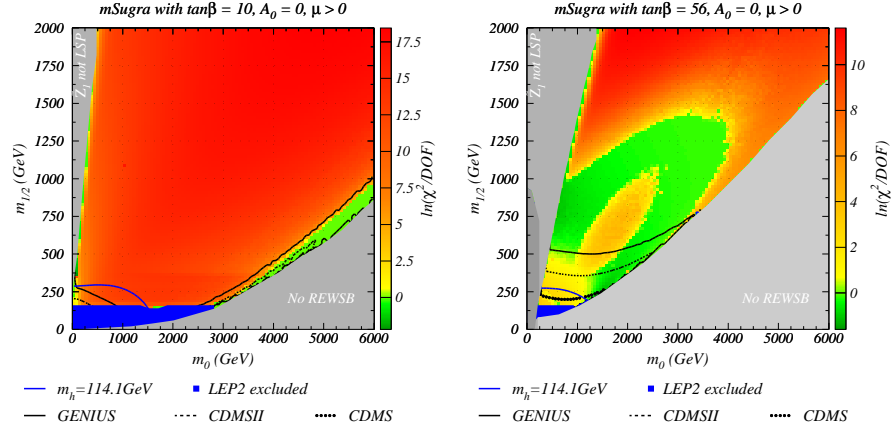 mSugra with tanβ = 10, A₀ = 0, μ > 0
2000
1750
1500
1250
1000
750
500
250
0
m₁/₂ (GeV)
Z̃₁ not LSP
No REWSB
0 1000 2000 3000 4000 5000 6000
m₀ (GeV)
17.5
15
12.5
10
7.5
5
2.5
0
ln(χ²/DOF)
m_h=114.1GeV LEP2 excluded
GENIUS CDMSII CDMS
mSugra with tanβ = 56, A₀ = 0, μ > 0
2000
1750
1500
1250
1000
750
500
250
0
m₁/₂ (GeV)
Z̃₁ not LSP
No REWSB
0 1000 2000 3000 4000 5000 6000
m₀ (GeV)
10
8
6
4
2
0
0
ln(χ²/DOF)
m_h=114.1GeV LEP2 excluded
GENIUS CDMSII CDMS